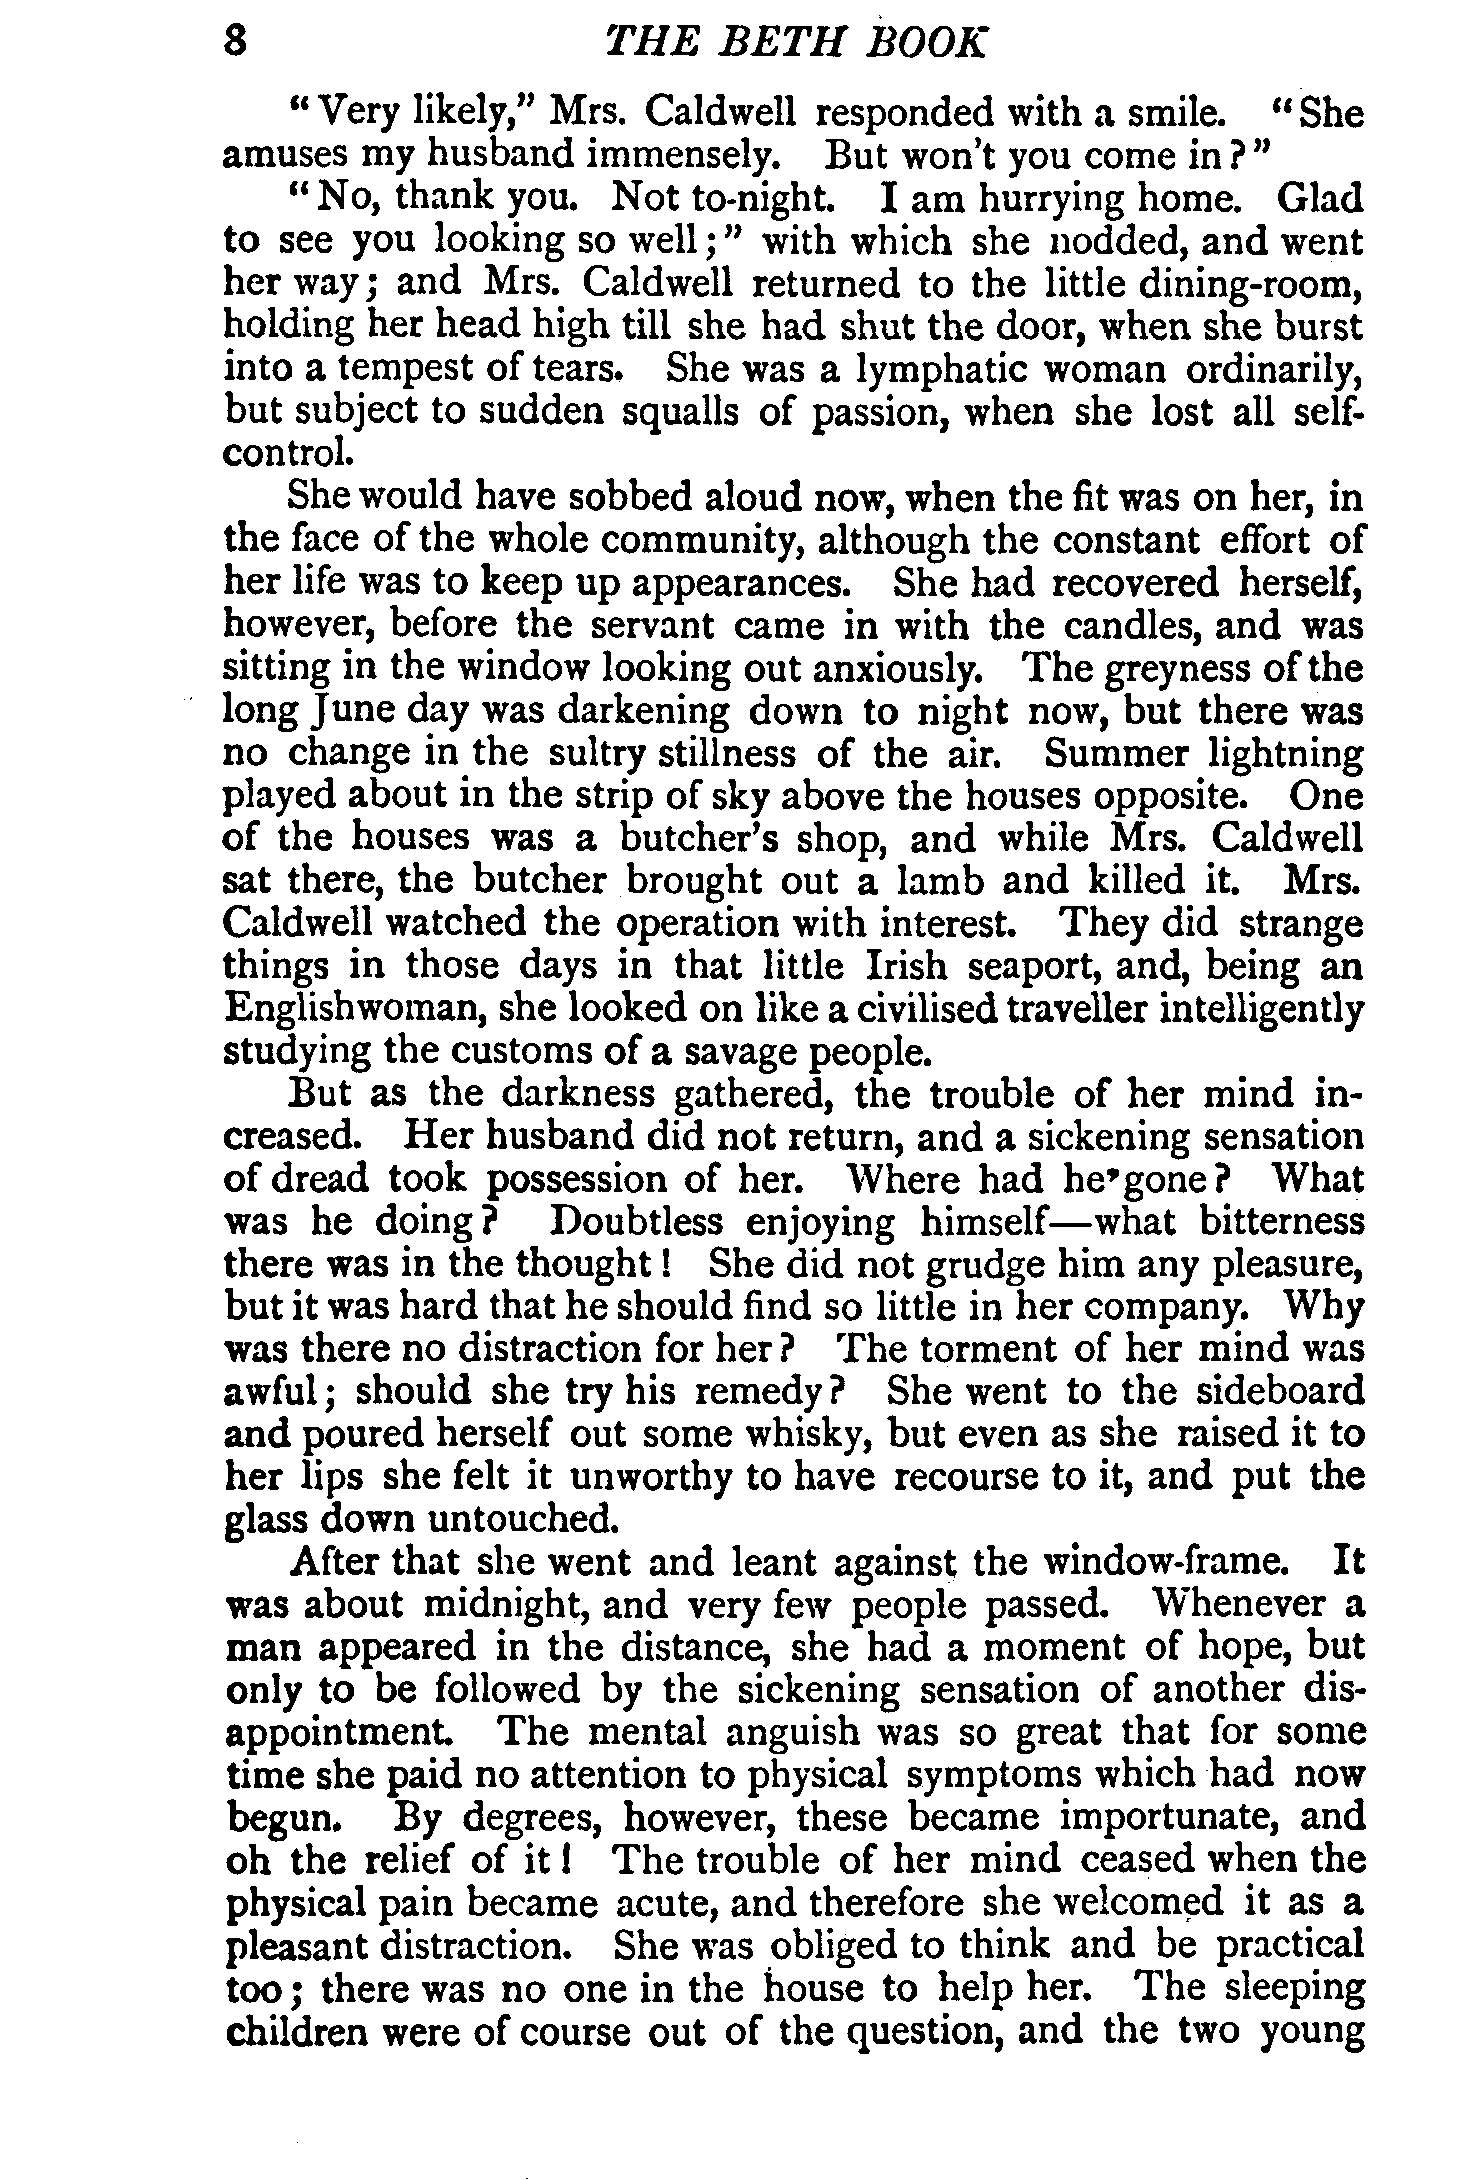 8 THE BETH BOOK
“Very likely,” Mrs. Caldwell responded with a smile. “She
amuses my husband immensely. But won't you come in?”
“No, thank you. Not to-night. I am hurrying home. Glad
to see you looking so well;” with which she nodded, and went
her way; and Mrs. Caldwell returned to the little dining-room,
holding her head high till she had shut the door, when she burst
into a tempest of tears. She was a lymphatic woman ordinarily,
but subject to sudden squalls of passion, when she lost all self-
control.
She would have sobbed aloud now, when the fit was on her, in
the face of the whole community, although the constant effort of
her life was to keep up appearances. She had recovered herself,
however, before the servant came in with the candles, and was
sitting in the window looking out anxiously. The greyness of the
long June day was darkening down to night now, but there was
no change in the sultry stillness of the air. Summer lightning
played about in the strip of sky above the houses opposite. One
of the houses was a butcher's shop, and while Mrs. Caldwell
sat there, the butcher brought out a lamb and killed it. Mrs.
Caldwell watched the operation with interest. They did strange
things in those days in that little Irish seaport, and, being an
Englishwoman, she looked on like a civilised traveller intelligently
studying the customs of a savage people.
But as the darkness gathered, the trouble of her mind in-
creased. Her husband did not return, and a sickening sensation
of dread took possession of her. Where had he gone? What
was he doing? Doubtless enjoying himself—what bitterness
there was in the thought! She did not grudge him any pleasure,
but it was hard that he should find so little in her company. Why
was there no distraction for her? The torment of her mind was
awful; should she try his remedy? She went to the sideboard
and poured herself out some whisky, but even as she raised it to
her lips she felt it unworthy to have recourse to it, and put the
glass down untouched.
After that she went and leant against the window-frame. It
was about midnight, and very few people passed. Whenever a
man appeared in the distance, she had a moment of hope, but
only to be followed by the sickening sensation of another dis-
appointment. The mental anguish was so great that for some
time she paid no attention to physical symptoms which had now
begun. By degrees, however, these became importunate, and
oh the relief of it! The trouble of her mind ceased when the
physical pain became acute, and therefore she welcomed it as a
pleasant distraction. She was obliged to think and be practical
too; there was no one in the house to help her. The sleeping
children were of course out of the question, and the two young